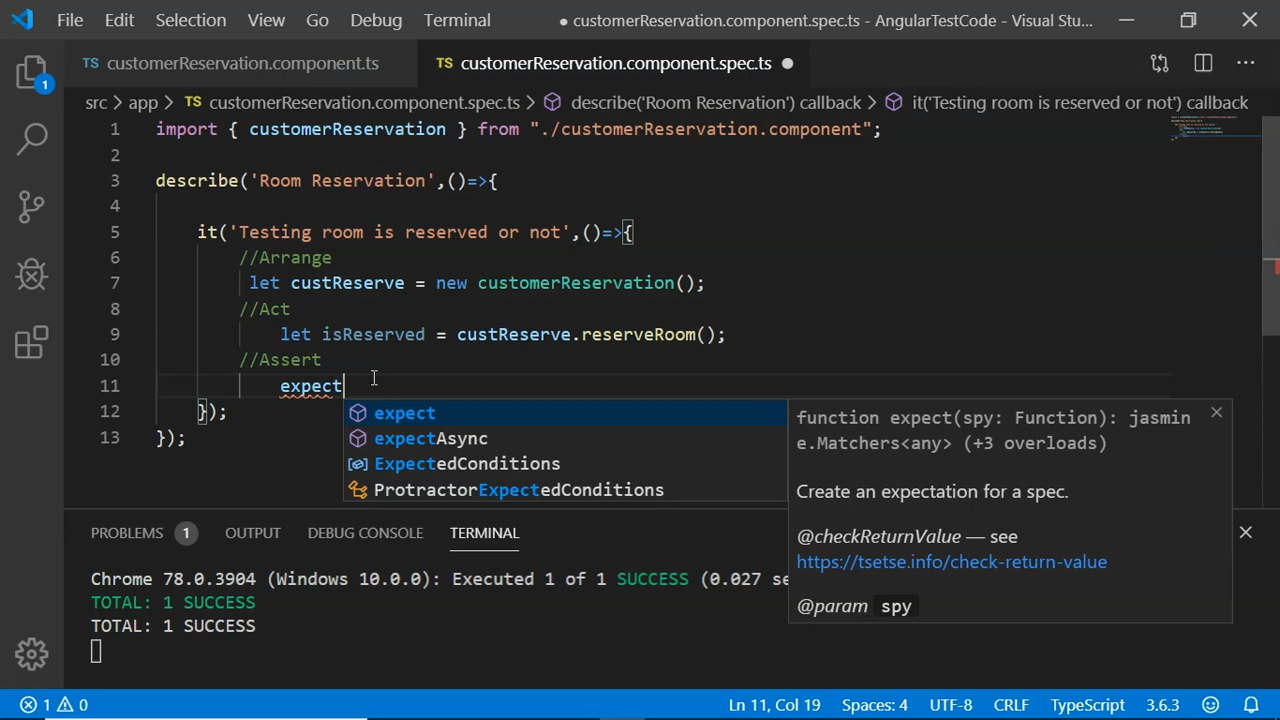 File Edit Selection View Go Debug Terminal ● customerReservation.component.spec.ts - AngularTestCode - Visual Stu...
1
TS customerReservation.component.ts TS customerReservation.component.spec.ts
src > app > TS customerReservation.component.spec.ts > describe('Room Reservation') callback > it('Testing room is reserved or not') callback
1 import { customerReservation } from "./customerReservation.component";
2
3 describe('Room Reservation',()=>{
4
5 it('Testing room is reserved or not',()=>{
6 //Arrange
7 let custReserve = new customerReservation();
8 //Act
9 let isReserved = custReserve.reserveRoom();
10 //Assert
11 expect
12 });
13 });
expect
expectAsync
ExpectedConditions
ProtractorExpectedConditions
function expect(spy: Function): jasmin
e.Matchers<any> (+3 overloads)
Create an expectation for a spec.
@checkReturnValue — see
https://tsetse.info/check-return-value
@param spy
PROBLEMS 1 OUTPUT DEBUG CONSOLE TERMINAL
Chrome 78.0.3904 (Windows 10.0.0): Executed 1 of 1 SUCCESS (0.027 se
TOTAL: 1 SUCCESS
TOTAL: 1 SUCCESS
1 0 Ln 11, Col 19 Spaces: 4 UTF-8 CRLF TypeScript 3.6.3